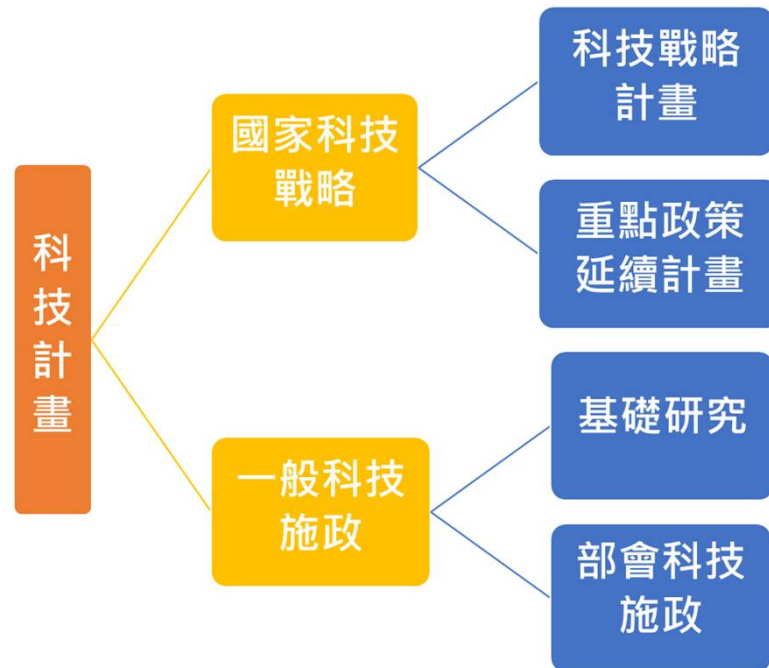 科技計畫
國家科技
戰略
科技戰略
計畫
重點政策
延續計畫
一般科技
施政
基礎研究
部會科技
施政